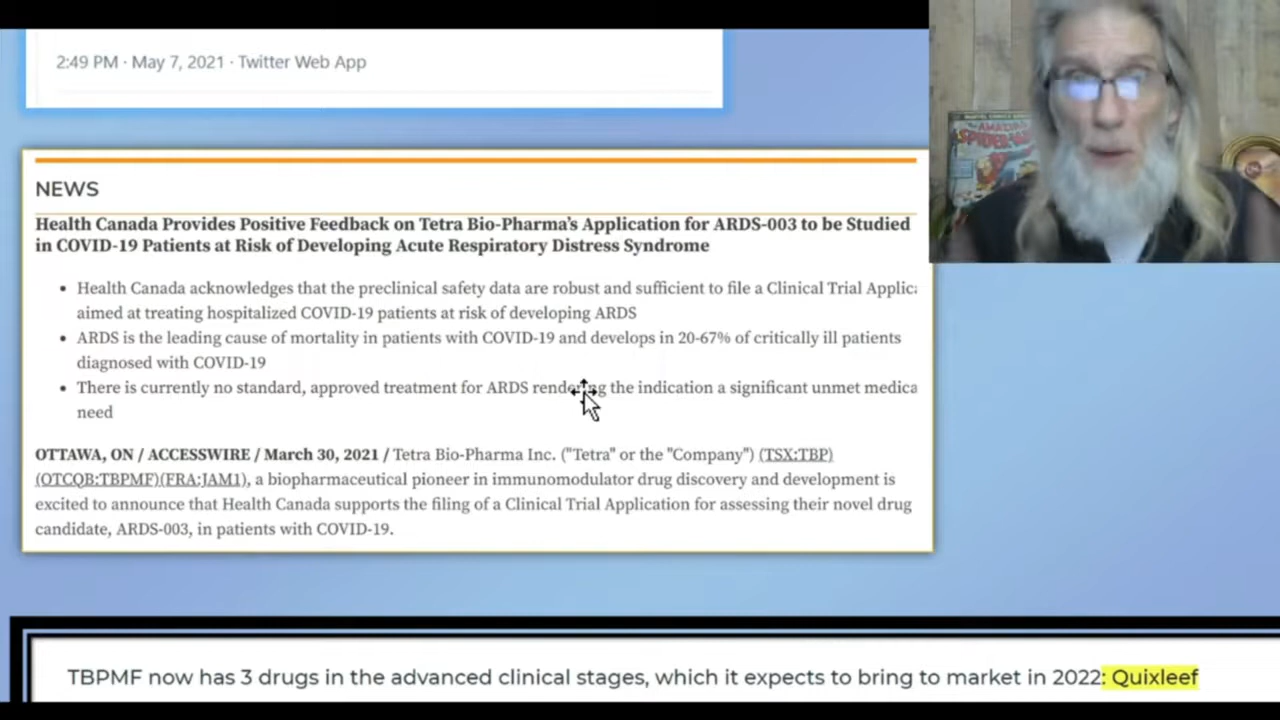 2:49 PM · May 7, 2021 · Twitter Web App
NEWS
Health Canada Provides Positive Feedback on Tetra Bio-Pharma's Application for ARDS-003 to be Studied
in COVID-19 Patients at Risk of Developing Acute Respiratory Distress Syndrome
• Health Canada acknowledges that the preclinical safety data are robust and sufficient to file a Clinical Trial Applic
aimed at treating hospitalized COVID-19 patients at risk of developing ARDS
• ARDS is the leading cause of mortality in patients with COVID-19 and develops in 20-67% of critically ill patients
diagnosed with COVID-19
• There is currently no standard, approved treatment for ARDS rendering the indication a significant unmet medica
need
OTTAWA, ON / ACCESSWIRE / March 30, 2021 / Tetra Bio-Pharma Inc. ("Tetra" or the "Company") (TSX:TBP)
(OTCQB:TBPMF)(FRA:JAM1), a biopharmaceutical pioneer in immunomodulator drug discovery and development is
excited to announce that Health Canada supports the filing of a Clinical Trial Application for assessing their novel drug
candidate, ARDS-003, in patients with COVID-19.
TBPMF now has 3 drugs in the advanced clinical stages, which it expects to bring to market in 2022: Quixleef
AMAZING
SPIDER-MAN